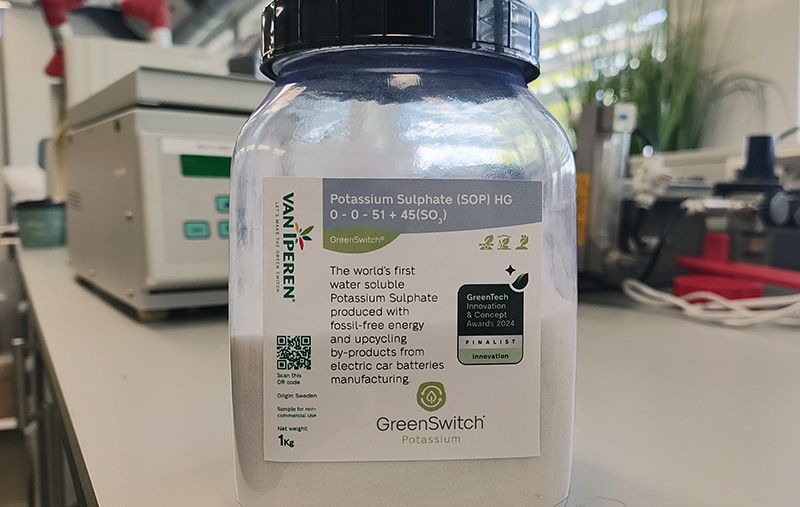 Potassium Sulphate (SOP) HG
0 - 0 - 51 + 45(SO₃)
GreenSwitch®
VAN IPEREN
LET'S MAKE THE GREEN SWITCH
The world's first
water soluble
Potassium Sulphate
produced with
fossil-free energy
and upcycling
by-products from
electric car batteries
manufacturing.
GreenTech
Innovation
& Concept
Awards 2024
FINALIST
Innovation
Scan this
QR code
Origin: Sweden
Sample for non-
commercial use
Net weight:
1Kg
GreenSwitch®
Potassium